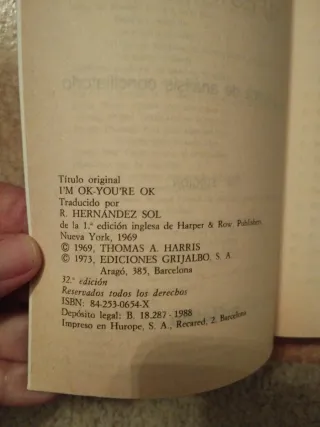 Título original
I'M OK-YOU'RE OK
Traducido por
R. HERNÁNDEZ SOL
de la 1.ª edición inglesa de Harper & Row Publishers,
Nueva York, 1969
© 1969, THOMAS A. HARRIS
© 1973, EDICIONES GRIJALBO, S. A.
Aragó, 385, Barcelona
32.ª edición
Reservados todos los derechos
ISBN: 84-253-0654-X
Depósito legal: B. 18.287 - 1988
Impreso en Hurope, S. A., Recared, 2, Barcelona